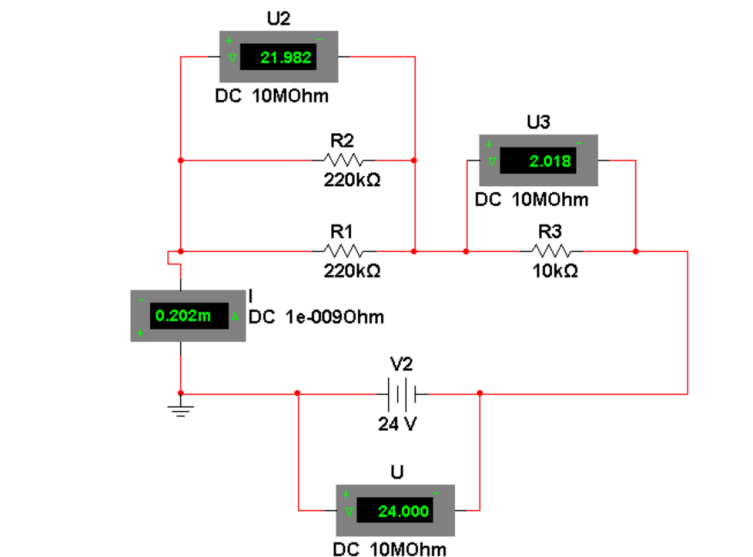 U2
+ -
V 21.982
DC 10MOhm
R2
220kΩ
U3
+ -
V 2.018
DC 10MOhm
R1
220kΩ
R3
10kΩ
I
-
0.202m A
+
DC 1e-009Ohm
V2
24 V
U
+ -
V 24.000
DC 10MOhm